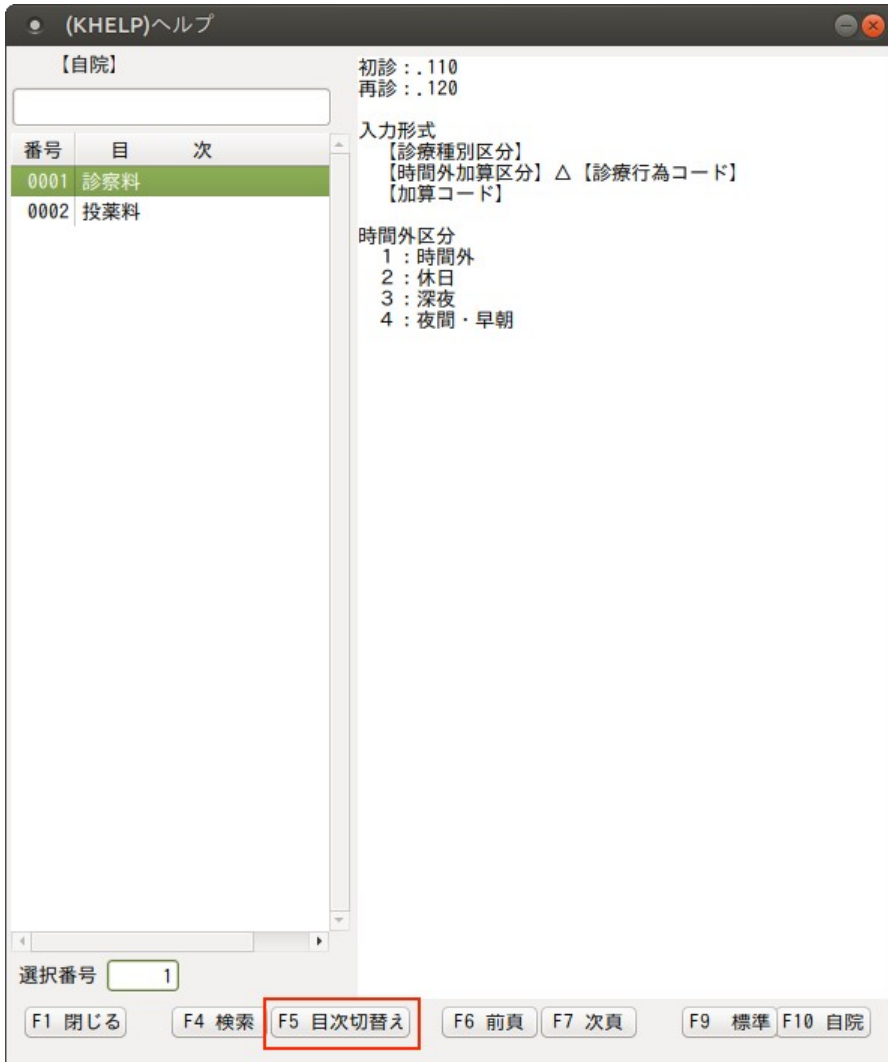 (KHELP)ヘルプ
【自院】
番号 目 次
0001 診察料
0002 投薬料
初診:.110
再診:.120
入力形式
【診療種別区分】
【時間外加算区分】△【診療行為コード】
【加算コード】
時間外区分
1:時間外
2:休日
3:深夜
4:夜間・早朝
選択番号 1
F1 閉じる F4 検索 F5 目次切替え F6 前頁 F7 次頁 F9 標準 F10 自院